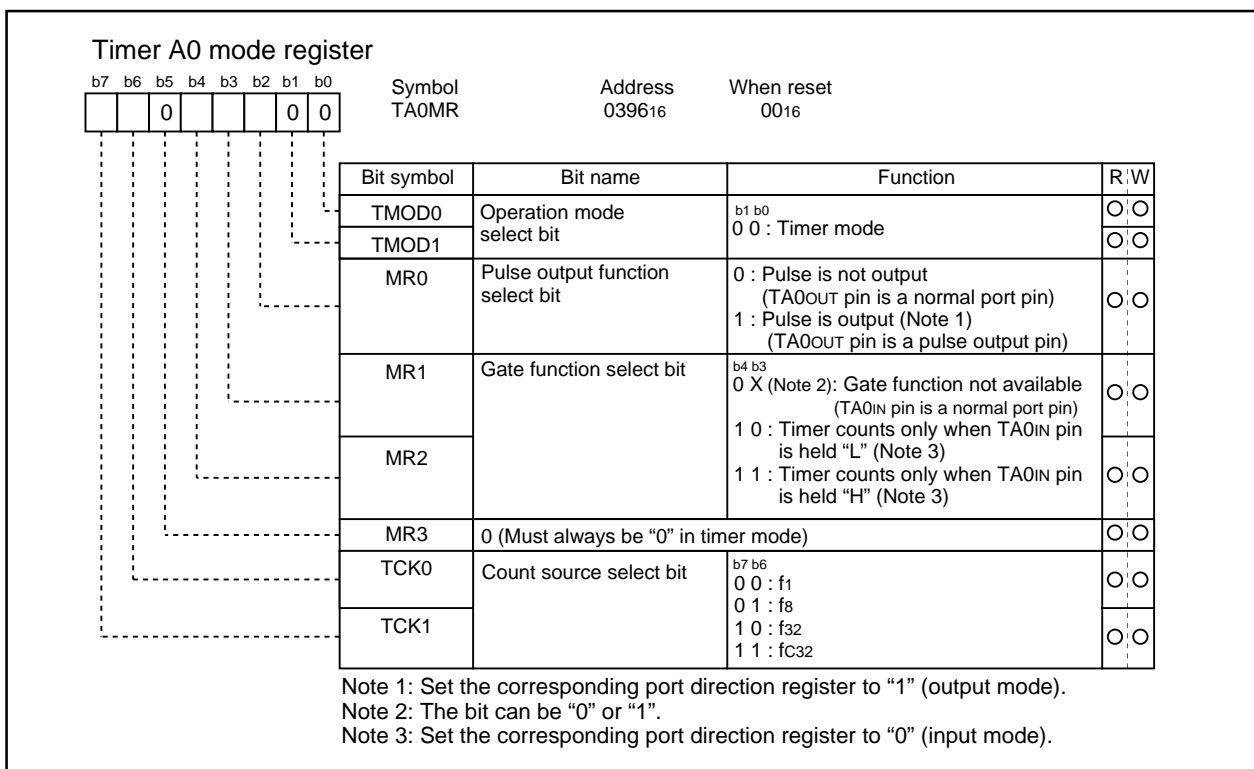 Timer A0 mode register
b7 b6 b5 b4 b3 b2 b1 b0
0 0 0
Symbol Address When reset
TA0MR 039616 0016
Bit symbol Bit name Function R W
TMOD0
TMOD1
Operation mode
select bit
b1 b0
0 0 : Timer mode
MR0
Pulse output function
select bit
0 : Pulse is not output
(TA0OUT pin is a normal port pin)
1 : Pulse is output (Note 1)
(TA0OUT pin is a pulse output pin)
MR1
MR2
Gate function select bit
b4 b3
0 X (Note 2): Gate function not available
(TA0IN pin is a normal port pin)
1 0 : Timer counts only when TA0IN pin
is held “L” (Note 3)
1 1 : Timer counts only when TA0IN pin
is held “H” (Note 3)
MR3 0 (Must always be “0” in timer mode)
TCK0
TCK1
Count source select bit
b7 b6
0 0 : f1
0 1 : f8
1 0 : f32
1 1 : fC32
Note 1: Set the corresponding port direction register to “1” (output mode).
Note 2: The bit can be “0” or “1”.
Note 3: Set the corresponding port direction register to “0” (input mode).